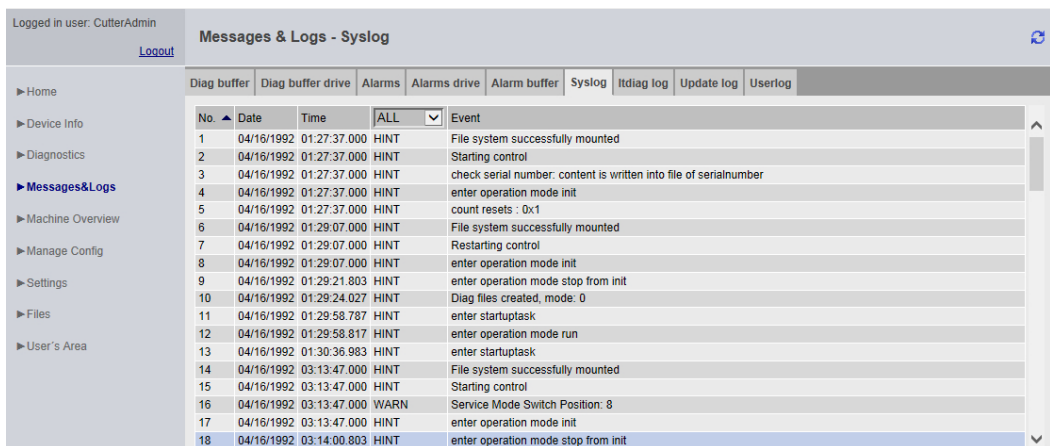 Logged in user: CutterAdmin
Logout
Messages & Logs - Syslog
►Home
►Device Info
►Diagnostics
►Messages&Logs
►Machine Overview
►Manage Config
►Settings
►Files
►User´s Area
Diag buffer Diag buffer drive Alarms Alarms drive Alarm buffer Syslog Itdiag log Update log Userlog
No. Date Time ALL Event
1 04/16/1992 01:27:37.000 HINT File system successfully mounted
2 04/16/1992 01:27:37.000 HINT Starting control
3 04/16/1992 01:27:37.000 HINT check serial number: content is written into file of serialnumber
4 04/16/1992 01:27:37.000 HINT enter operation mode init
5 04/16/1992 01:27:37.000 HINT count resets : 0x1
6 04/16/1992 01:29:07.000 HINT File system successfully mounted
7 04/16/1992 01:29:07.000 HINT Restarting control
8 04/16/1992 01:29:07.000 HINT enter operation mode init
9 04/16/1992 01:29:21.803 HINT enter operation mode stop from init
10 04/16/1992 01:29:24.027 HINT Diag files created, mode: 0
11 04/16/1992 01:29:58.787 HINT enter startuptask
12 04/16/1992 01:29:58.817 HINT enter operation mode run
13 04/16/1992 01:30:36.983 HINT enter startuptask
14 04/16/1992 03:13:47.000 HINT File system successfully mounted
15 04/16/1992 03:13:47.000 HINT Starting control
16 04/16/1992 03:13:47.000 WARN Service Mode Switch Position: 8
17 04/16/1992 03:13:47.000 HINT enter operation mode init
18 04/16/1992 03:14:00.803 HINT enter operation mode stop from init